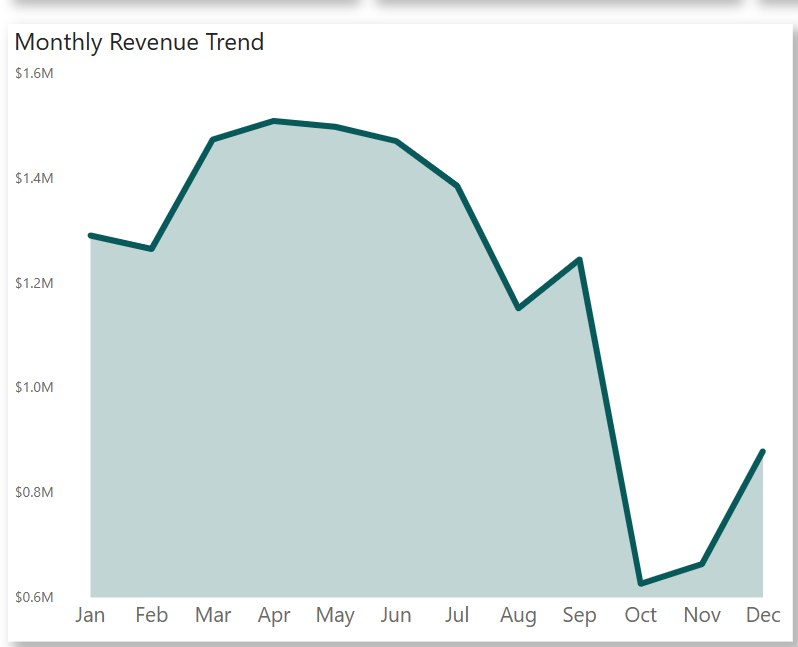 Monthly Revenue Trend
$1.6M
$1.4M
$1.2M
$1.0M
$0.8M
$0.6M
Jan Feb Mar Apr May Jun Jul Aug Sep Oct Nov Dec